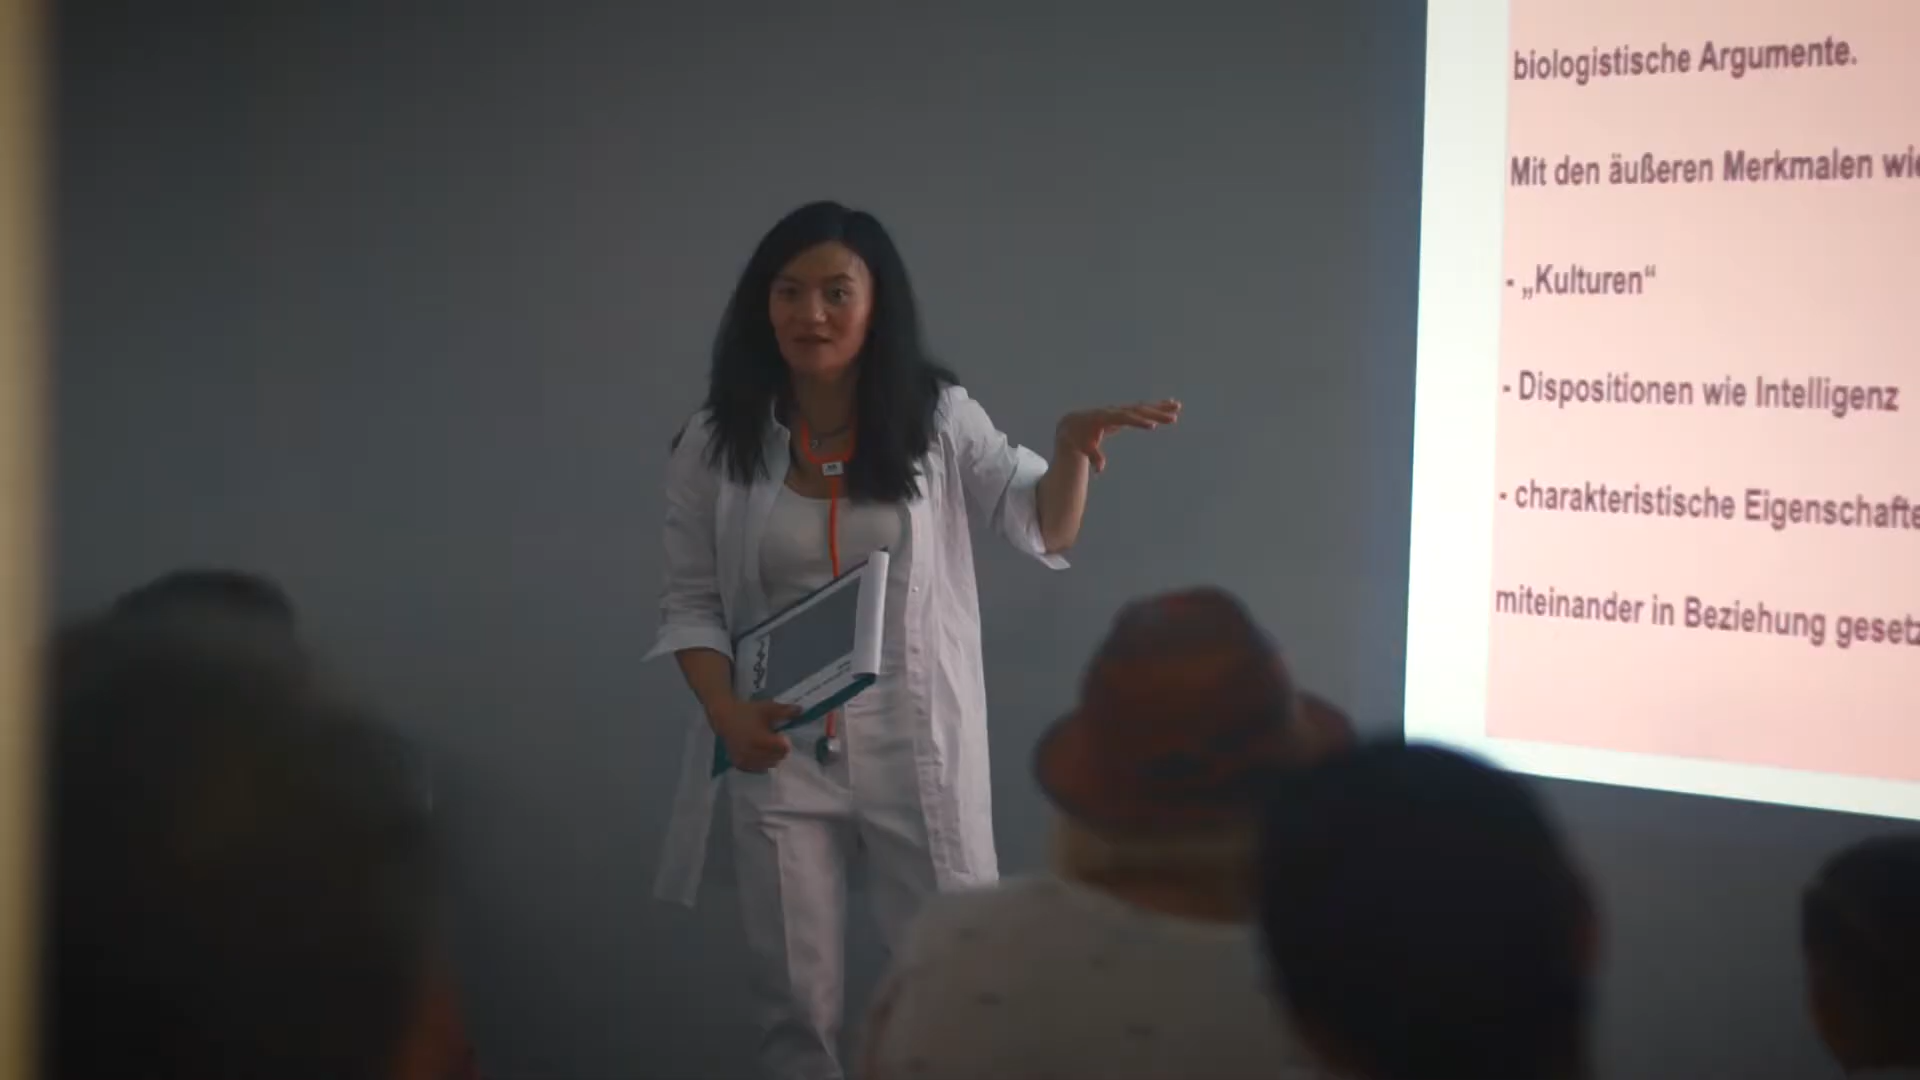 biologistische Argumente.
Mit den äußeren Merkmalen wie
- „Kulturen“
- Dispositionen wie Intelligenz
- charakteristische Eigenschafte
miteinander in Beziehung gesetz